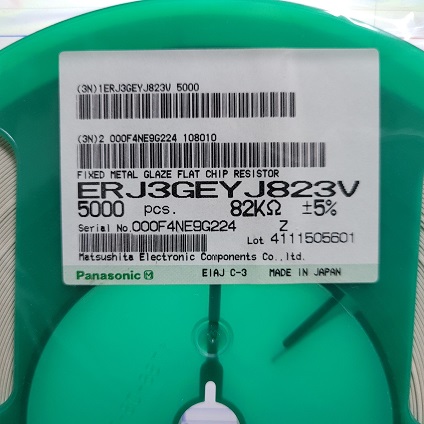 (3N)1ERJ3GEYJ823V 5000
(3N)2 000F4NE9G224 108010
FIXED METAL GLAZE FLAT CHIP RESISTOR
ERJ3GEYJ823V
5000 pcs. 82KΩ ±5%
Serial No.000F4NE9G224 Z
Lot 4111505601
Matsushita Electronic Components Co.,ltd.
Panasonic M EIAJ C-3 MADE IN JAPAN